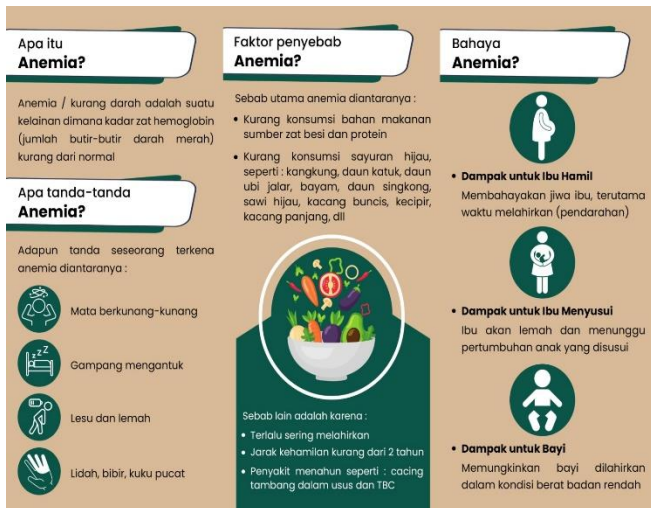 Apa itu
Anemia?
Anemia / kurang darah adalah suatu
kelainan dimana kadar zat hemoglobin
(jumlah butir-butir darah merah)
kurang dari normal
Apa tanda-tanda
Anemia?
Adapun tanda seseorang terkena
anemia diantaranya :
Mata berkunang-kunang
zzZ
Gampang mengantuk
Lesu dan lemah
Lidah, bibir, kuku pucat
Faktor penyebab
Anemia?
Sebab utama anemia diantaranya :
• Kurang konsumsi bahan makanan
sumber zat besi dan protein
• Kurang konsumsi sayuran hijau,
seperti : kangkung, daun katuk, daun
ubi jalar, bayam, daun singkong,
sawi hijau, kacang buncis, kecipir,
kacang panjang, dll
Sebab lain adalah karena :
• Terlalu sering melahirkan
• Jarak kehamilan kurang dari 2 tahun
• Penyakit menahun seperti : cacing
tambang dalam usus dan TBC
Bahaya
Anemia?
• Dampak untuk Ibu Hamil
Membahayakan jiwa ibu, terutama
waktu melahirkan (pendarahan)
• Dampak untuk Ibu Menyusui
Ibu akan lemah dan menunggu
pertumbuhan anak yang disusui
• Dampak untuk Bayi
Memungkinkan bayi dilahirkan
dalam kondisi berat badan rendah